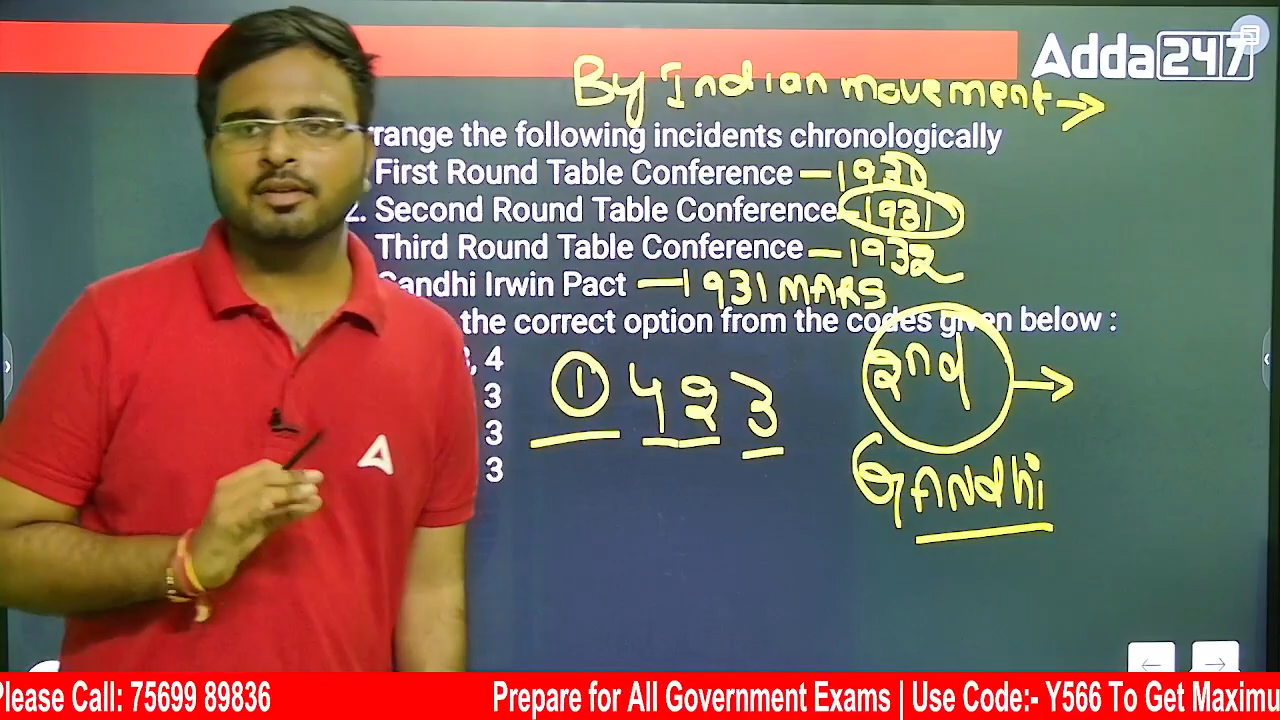 Adda247
By Indian movement →
rrange the following incidents chronologically
First Round Table Conference — 1930
2. Second Round Table Conference - 1931
Third Round Table Conference — 1932
Gandhi Irwin Pact — 1931 MARS
the correct option from the codes given below :
, 4
3
3
3
① 4 2 3
2nd →
GANdhi
Please Call: 75699 89836 Prepare for All Government Exams | Use Code:- Y566 To Get Maximu